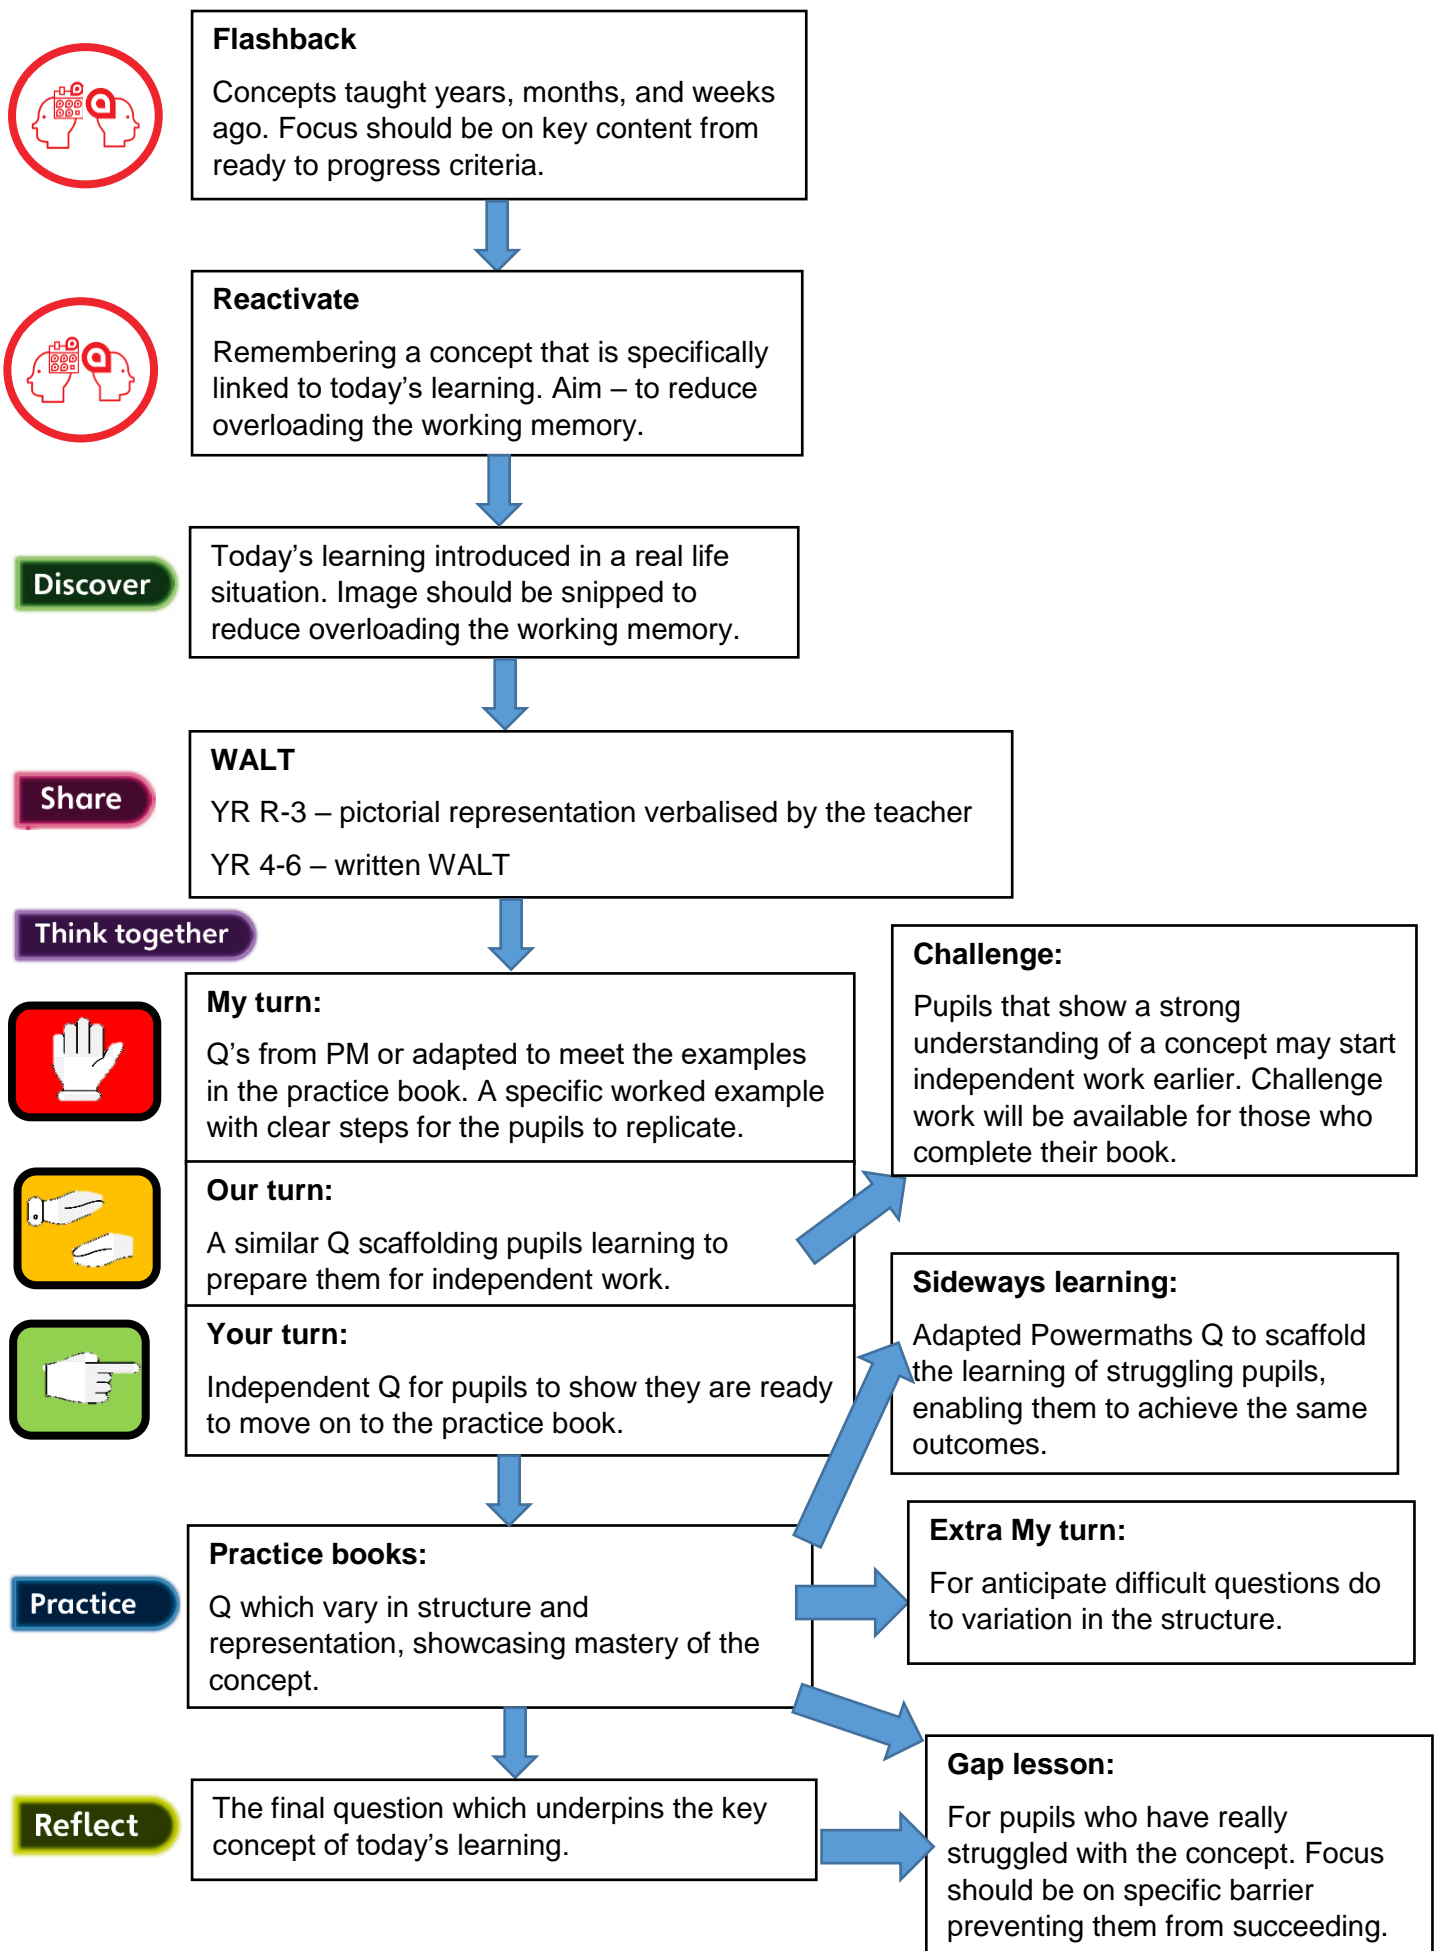 Flashback
Concepts taught years, months, and weeks
ago. Focus should be on key content from
ready to progress criteria.
Reactivate
Remembering a concept that is specifically
linked to today's learning. Aim – to reduce
overloading the working memory.
Discover
Today's learning introduced in a real life
situation. Image should be snipped to
reduce overloading the working memory.
Share
WALT
YR R-3 – pictorial representation verbalised by the teacher
YR 4-6 – written WALT
Think together
My turn:
Q's from PM or adapted to meet the examples
in the practice book. A specific worked example
with clear steps for the pupils to replicate.
Challenge:
Pupils that show a strong
understanding of a concept may start
independent work earlier. Challenge
work will be available for those who
complete their book.
Our turn:
A similar Q scaffolding pupils learning to
prepare them for independent work.
Your turn:
Independent Q for pupils to show they are ready
to move on to the practice book.
Sideways learning:
Adapted Powermaths Q to scaffold
the learning of struggling pupils,
enabling them to achieve the same
outcomes.
Practice
Practice books:
Q which vary in structure and
representation, showcasing mastery of the
concept.
Extra My turn:
For anticipate difficult questions do
to variation in the structure.
Reflect
The final question which underpins the key
concept of today's learning.
Gap lesson:
For pupils who have really
struggled with the concept. Focus
should be on specific barrier
preventing them from succeeding.